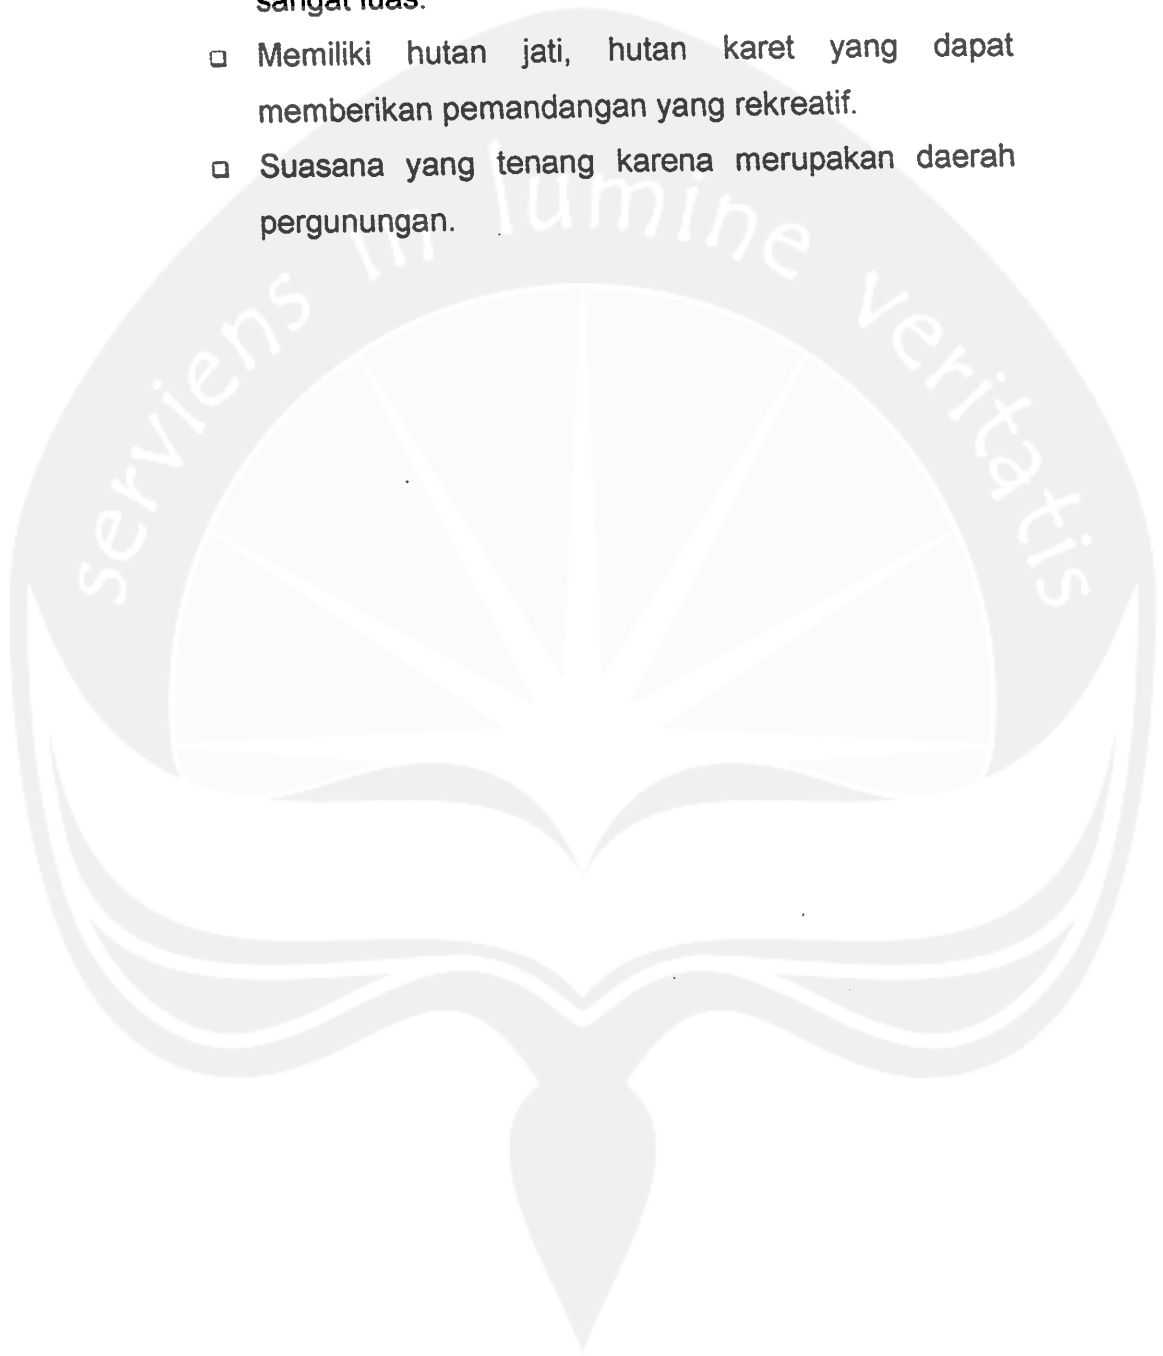 sangat luas.
▫ Memiliki hutan jati, hutan karet yang dapat
memberikan pemandangan yang rekreatif.
▫ Suasana yang tenang karena merupakan daerah
pergunungan.
serviens in lumine veritatis